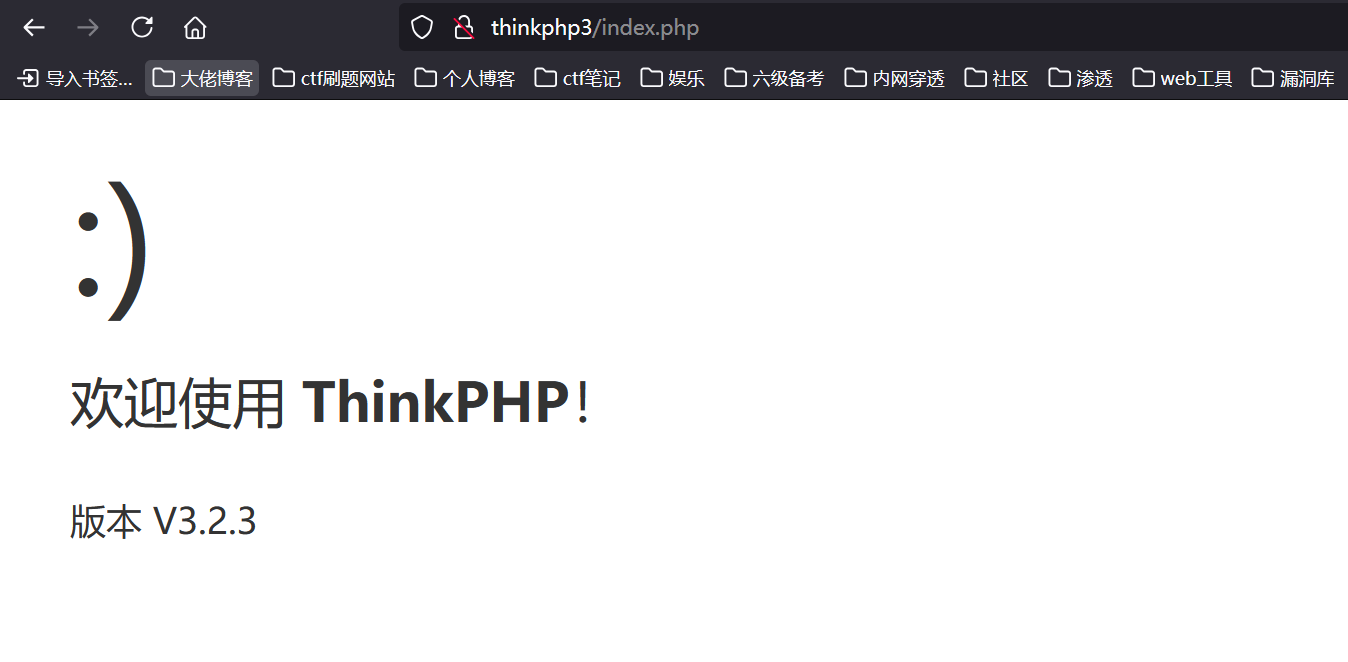 thinkphp3/index.php
导入书签... 大佬博客 ctf刷题网站 个人博客 ctf笔记 娱乐 六级备考 内网穿透 社区 渗透 web工具 漏洞库
:)
欢迎使用 ThinkPHP！
版本 V3.2.3